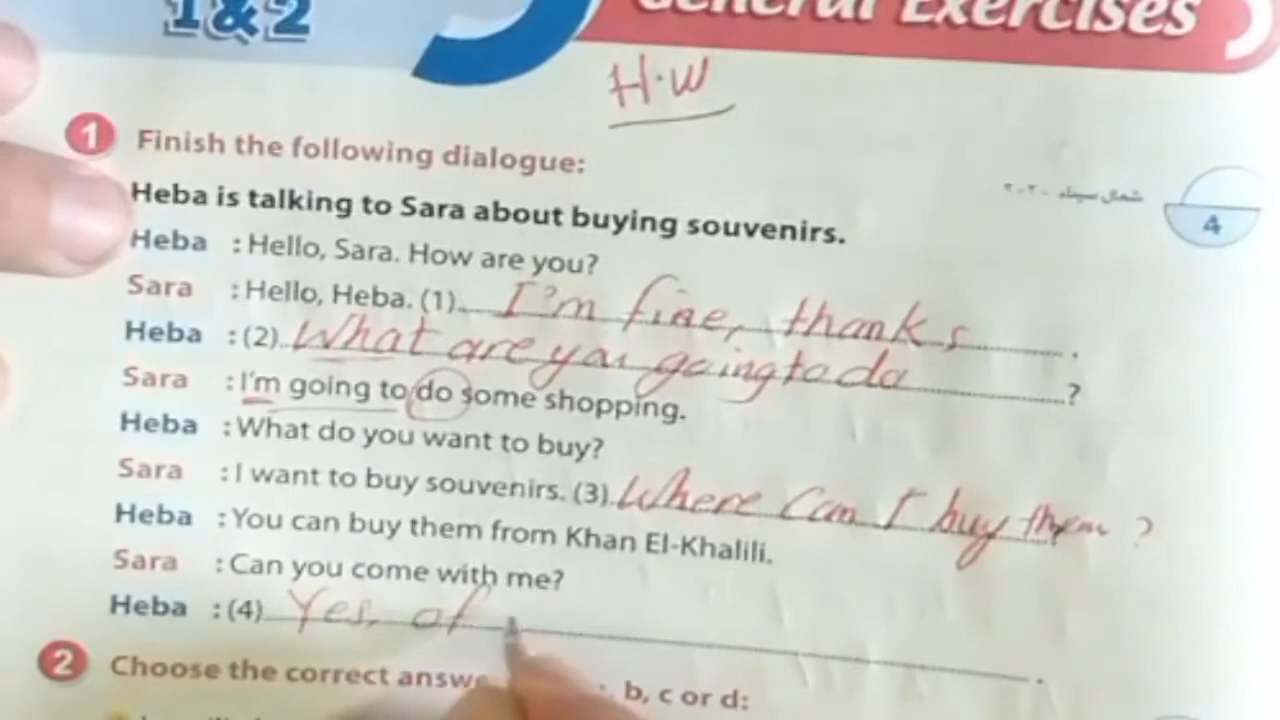 1&2
General Exercises
H.W
1 Finish the following dialogue:
شمال سيناء ٢٠٢٠
4
Heba is talking to Sara about buying souvenirs.
Heba : Hello, Sara. How are you?
Sara : Hello, Heba. (1) I'm fine, thanks .
Heba : (2) What are you going to do ?
Sara : I'm going to do some shopping.
Heba : What do you want to buy?
Sara : I want to buy souvenirs. (3) Where Can I buy them ?
Heba : You can buy them from Khan El-Khalili.
Sara : Can you come with me?
Heba : (4) Yes, of .
2 Choose the correct answe b, c or d: